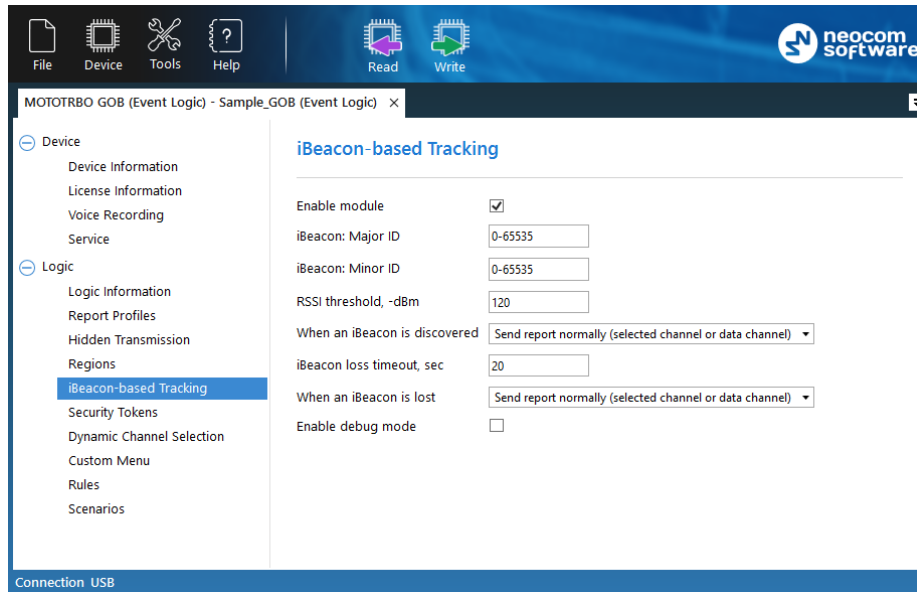 File Device Tools Help Read Write
neocom
software
MOTOTRBO GOB (Event Logic) - Sample_GOB (Event Logic) ×
Device
Device Information
License Information
Voice Recording
Service
Logic
Logic Information
Report Profiles
Hidden Transmission
Regions
iBeacon-based Tracking
Security Tokens
Dynamic Channel Selection
Custom Menu
Rules
Scenarios
iBeacon-based Tracking
Enable module
iBeacon: Major ID 0-65535
iBeacon: Minor ID 0-65535
RSSI threshold, -dBm 120
When an iBeacon is discovered Send report normally (selected channel or data channel)
iBeacon loss timeout, sec 20
When an iBeacon is lost Send report normally (selected channel or data channel)
Enable debug mode
Connection USB